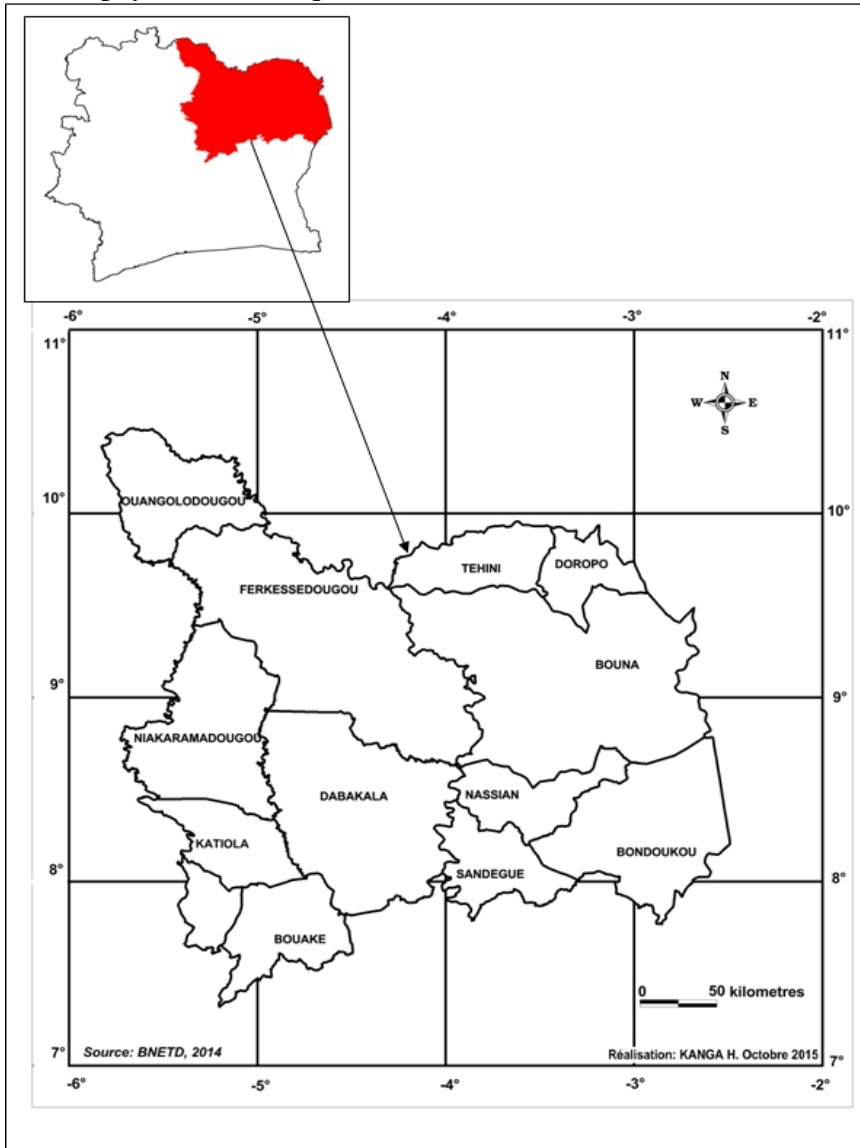 -6° -5° -4° -3° -2°
11° 11°
N
W E
S
OUANGOLODOUGOU
10° 10°
TEHINI DOROPO
FERKESSEDOUGOU
BOUNA
9° 9°
NIAKARAMADOUGOU
DABAKALA NASSIAN
KATIOLA BONDOUKOU
8° SANDEGUE 8°
BOUAKE
0 50 kilometres
7° Source: BNETD, 2014 Réalisation: KANGA H. Octobre 2015 7°
-6° -5° -4° -3° -2°